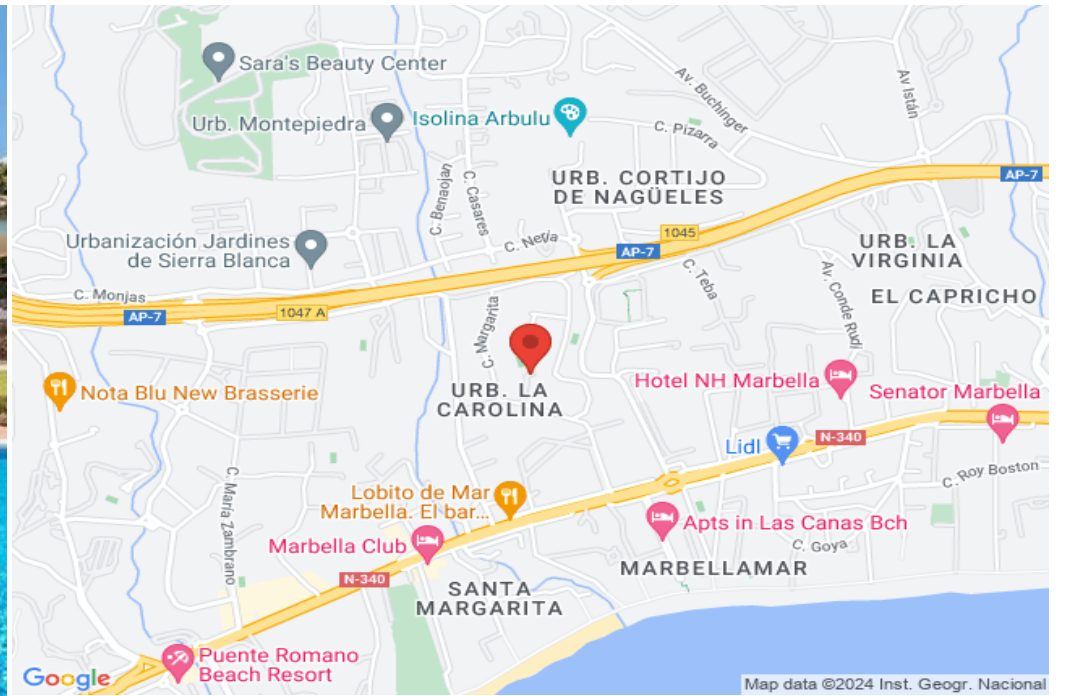 Sara's Beauty Center
Av. Buchinger
Av Istán
Urb. Montepiedra
Isolina Arbulu
C. Pizarra
C. Benaojan
C. Casares
URB. CORTIJO
DE NAGÜELES
AP-7
Urbanización Jardines
de Sierra Blanca
C. Nería
1045
AP-7
URB. LA
VIRGINIA
C. Teba
Av. Conde Rudi
EL CAPRICHO
C. Monjas
AP-7
1047 A
C. Margarita
Nota Blu New Brasserie
URB. LA
CAROLINA
Hotel NH Marbella
Senator Marbella
Lidl
N-340
C. Roy Boston
C. María Zambrano
Lobito de Mar
Marbella. El bar...
Apts in Las Canas Bch
Marbella Club
C. Goya
N-340
MARBELLAMAR
SANTA
MARGARITA
Puente Romano
Beach Resort
Google
Map data ©2024 Inst. Geogr. Nacional